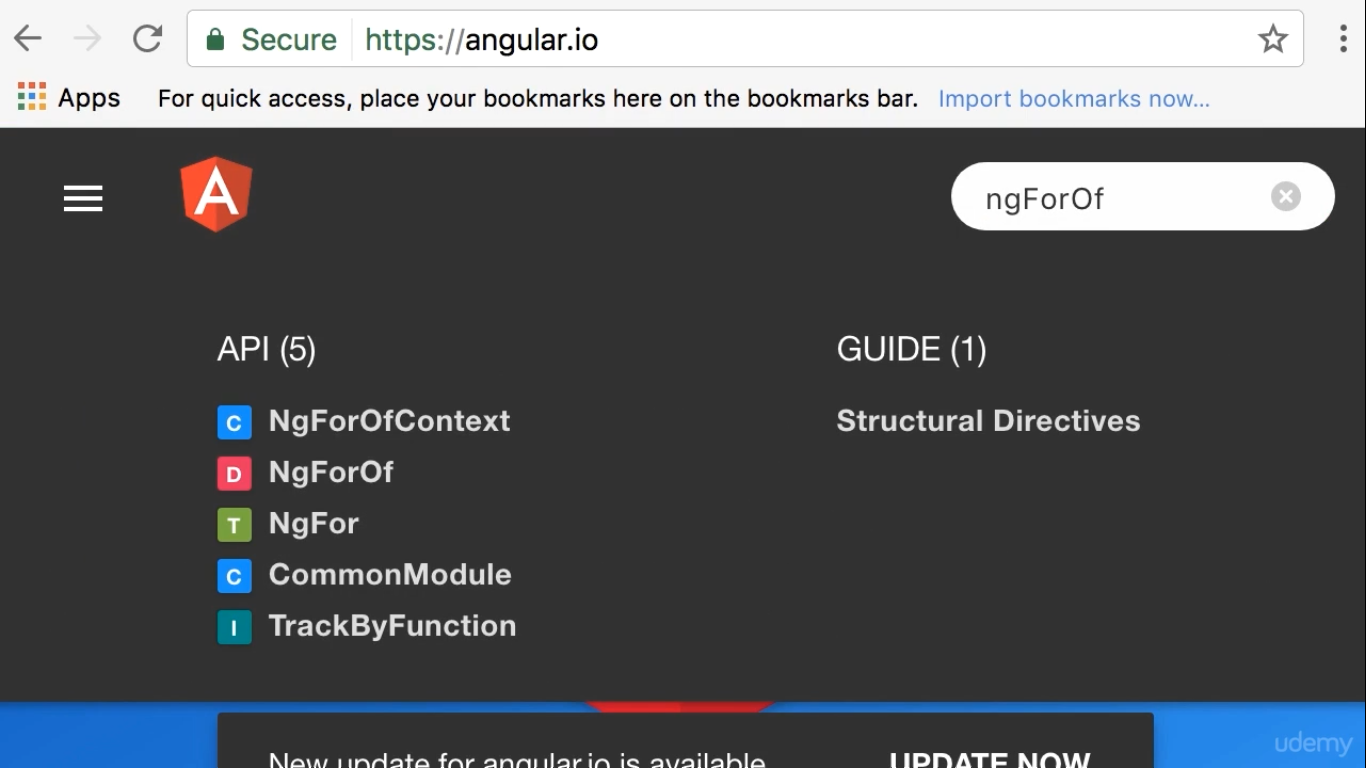 Secure https://angular.io
Apps For quick access, place your bookmarks here on the bookmarks bar. Import bookmarks now...
A
ngForOf
API (5)
C NgForOfContext
D NgForOf
T NgFor
C CommonModule
I TrackByFunction
GUIDE (1)
Structural Directives
New update for angular.io is available UPDATE NOW
udemy